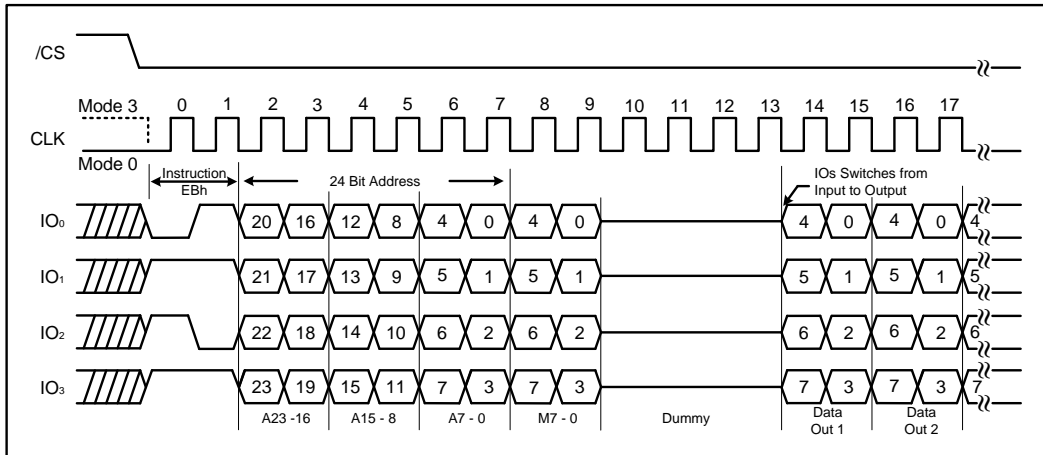 /CS
Mode 3 0 1 2 3 4 5 6 7 8 9 10 11 12 13 14 15 16 17
CLK
Mode 0
Instruction
EBh
24 Bit Address
IOs Switches from
Input to Output
IO0 20 16 12 8 4 0 4 0 4 0 4 0 4
IO1 21 17 13 9 5 1 5 1 5 1 5 1 5
IO2 22 18 14 10 6 2 6 2 6 2 6 2 6
IO3 23 19 15 11 7 3 7 3 7 3 7 3 7
A23 -16 A15 - 8 A7 - 0 M7 - 0 Dummy
Data
Out 1
Data
Out 2